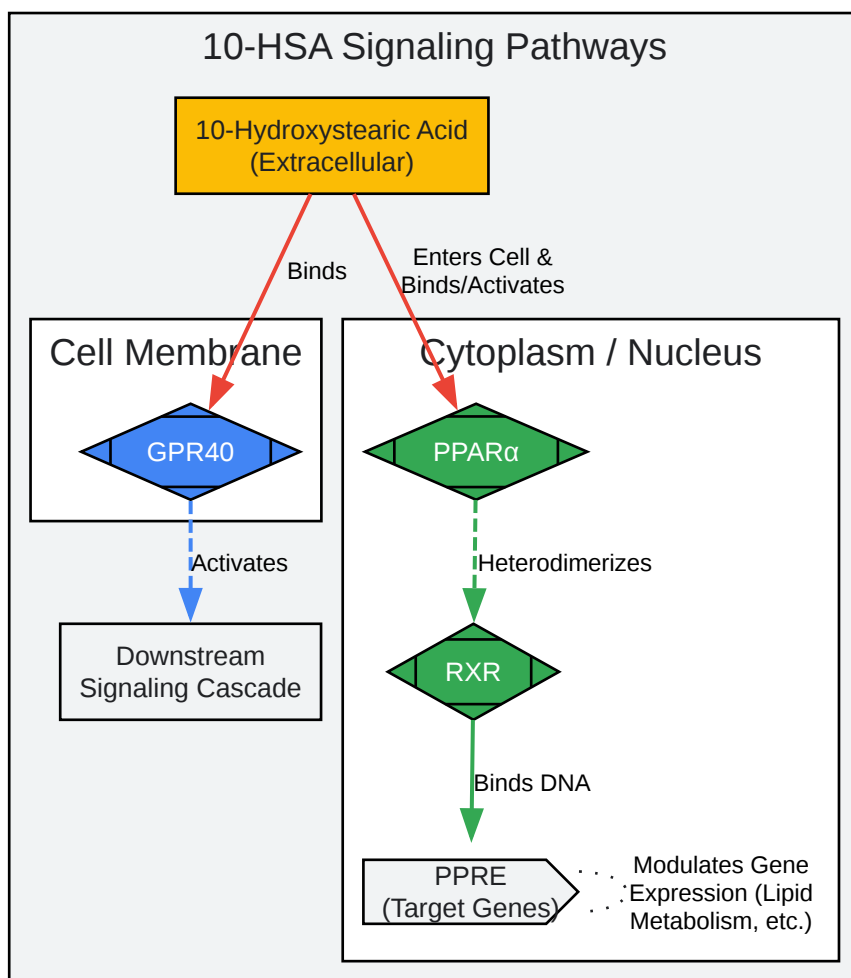 10-HSA Signaling Pathways
10-Hydroxystearic Acid
(Extracellular)
Binds
Enters Cell &
Binds/Activates
Cell Membrane
Cytoplasm / Nucleus
GPR40
PPARα
Activates
Heterodimerizes
Downstream
Signaling Cascade
RXR
Binds DNA
PPRE
(Target Genes)
Modulates Gene
Expression (Lipid
Metabolism, etc.)